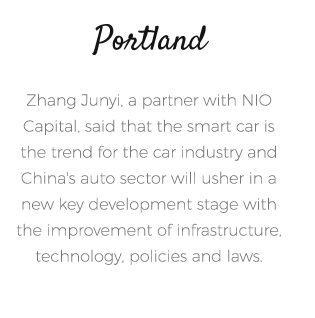 Portland
Zhang Junyi, a partner with NIO
Capital, said that the smart car is
the trend for the car industry and
China's auto sector will usher in a
new key development stage with
the improvement of infrastructure,
technology, policies and laws.